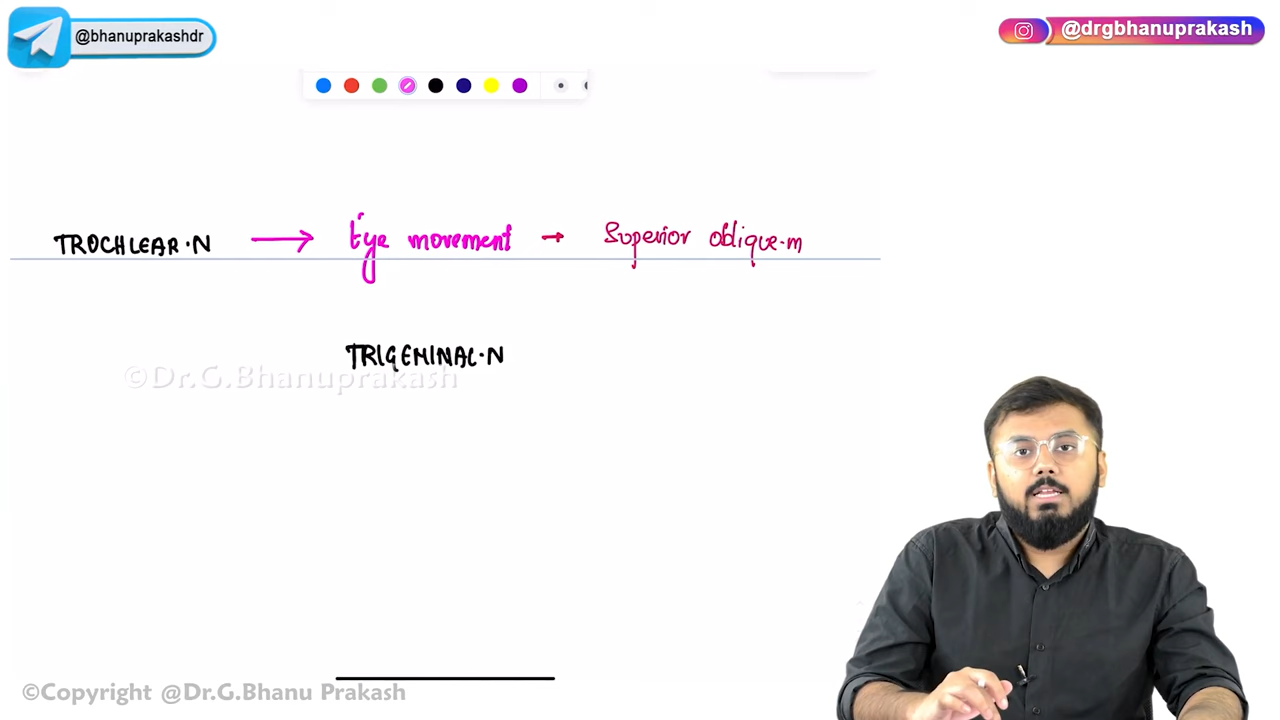 @bhanuprakashdr
@drgbhanuprakash
TROCHLEAR.N → Eye movement → Superior oblique.m
TRIGEMINAL.N
©Dr.G.Bhanuprakash
©Copyright @Dr.G.Bhanu Prakash